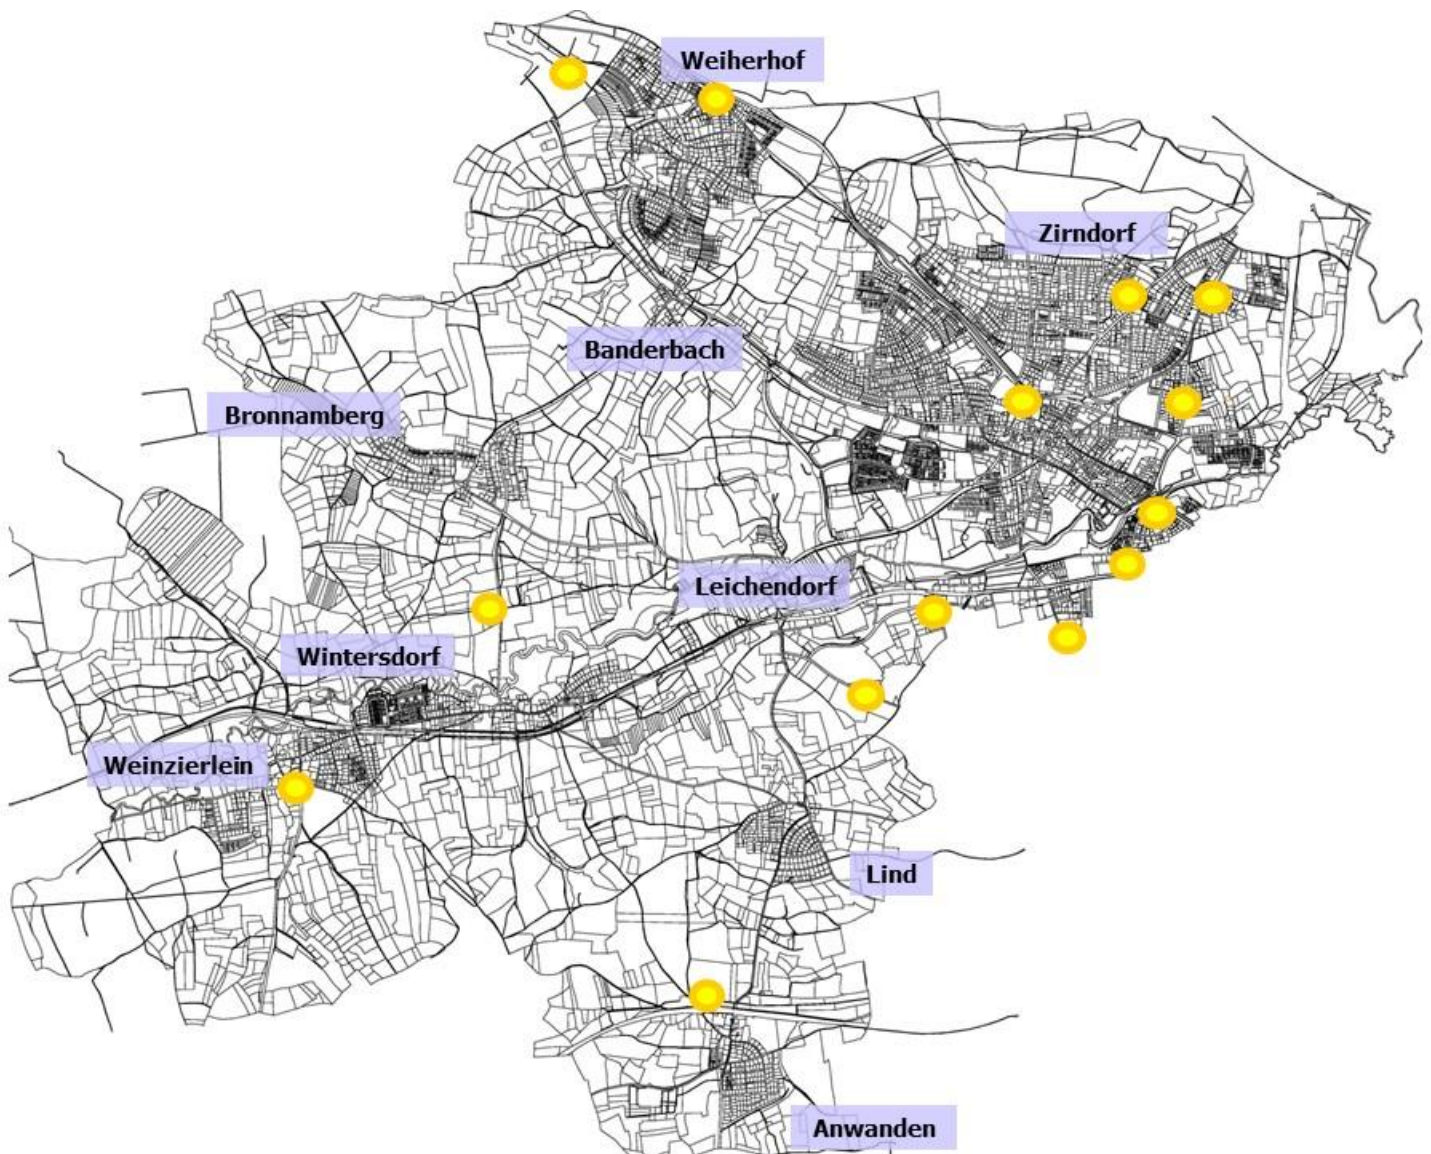 Weiherhof
Zirndorf
Banderbach
Bronnamberg
Leichendorf
Wintersdorf
Weinzierlein
Lind
Anwanden